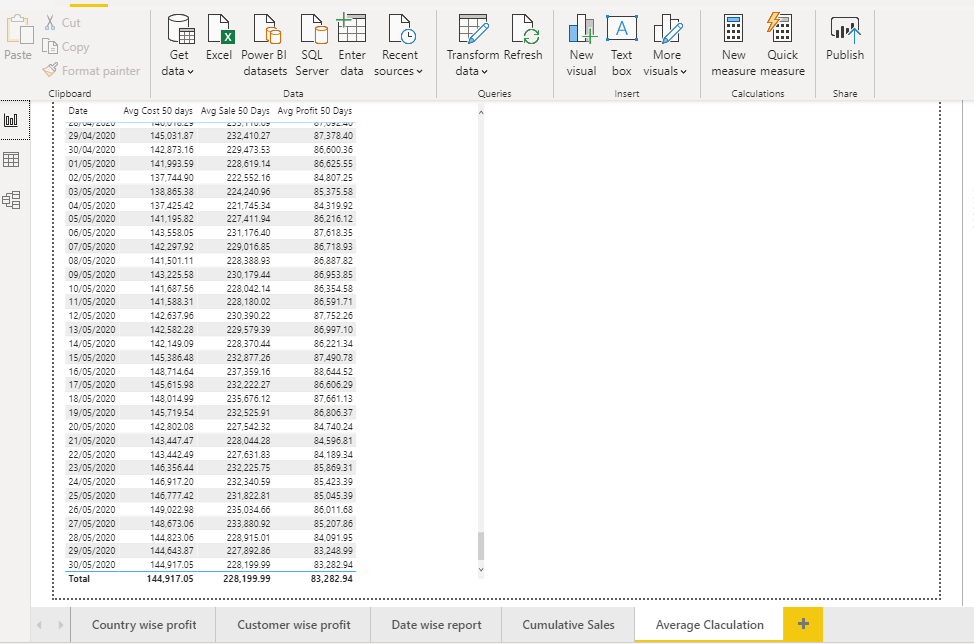 Paste
Cut
Copy
Format painter
Clipboard
Get data
Excel
Power BI datasets
SQL Server
Enter data
Recent sources
Data
Transform data
Refresh
Queries
New visual
Text box
More visuals
Insert
New measure
Quick measure
Calculations
Publish
Share
Date Avg Cost 50 days Avg Sale 50 Days Avg Profit 50 Days
29/04/2020 145,031.87 232,410.27 87,378.40
30/04/2020 142,873.16 229,473.53 86,600.36
01/05/2020 141,993.59 228,619.14 86,625.55
02/05/2020 137,744.90 222,552.16 84,807.25
03/05/2020 138,865.38 224,240.96 85,375.58
04/05/2020 137,425.42 221,745.34 84,319.92
05/05/2020 141,195.82 227,411.94 86,216.12
06/05/2020 143,558.05 231,176.40 87,618.35
07/05/2020 142,297.92 229,016.85 86,718.93
08/05/2020 141,501.11 228,388.93 86,887.82
09/05/2020 143,225.58 230,179.44 86,953.85
10/05/2020 141,687.56 228,042.14 86,354.58
11/05/2020 141,588.31 228,180.02 86,591.71
12/05/2020 142,637.96 230,390.22 87,752.26
13/05/2020 142,582.28 229,579.39 86,997.10
14/05/2020 142,149.09 228,370.44 86,221.34
15/05/2020 145,386.48 232,877.26 87,490.78
16/05/2020 148,714.64 237,359.16 88,644.52
17/05/2020 145,615.98 232,222.27 86,606.29
18/05/2020 148,014.99 235,676.12 87,661.13
19/05/2020 145,719.54 232,525.91 86,806.37
20/05/2020 142,802.08 227,542.32 84,740.24
21/05/2020 143,447.47 228,044.28 84,596.81
22/05/2020 143,442.49 227,631.83 84,189.34
23/05/2020 146,356.44 232,225.75 85,869.31
24/05/2020 146,917.20 232,340.59 85,423.39
25/05/2020 146,777.42 231,822.81 85,045.39
26/05/2020 149,022.98 235,034.66 86,011.68
27/05/2020 148,673.06 233,880.92 85,207.86
28/05/2020 144,823.06 228,915.01 84,091.95
29/05/2020 144,643.87 227,892.86 83,248.99
30/05/2020 144,917.05 228,199.99 83,282.94
Total 144,917.05 228,199.99 83,282.94
Country wise profit
Customer wise profit
Date wise report
Cumulative Sales
Average Claculation